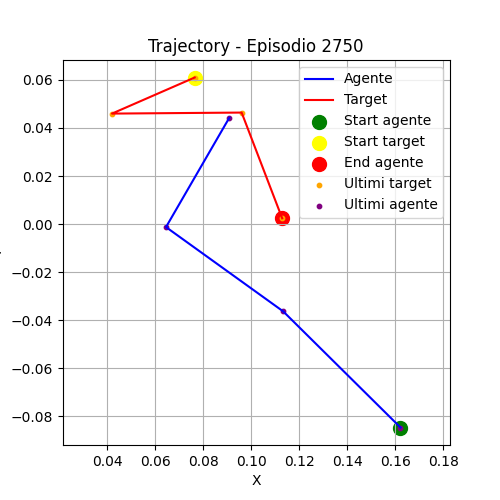 Trajectory - Episodio 2750
0.06
0.04
0.02
0.00
−0.02
−0.04
−0.06
−0.08
Agente
Target
Start agente
Start target
End agente
Ultimi target
Ultimi agente
0.04 0.06 0.08 0.10 0.12 0.14 0.16 0.18
X